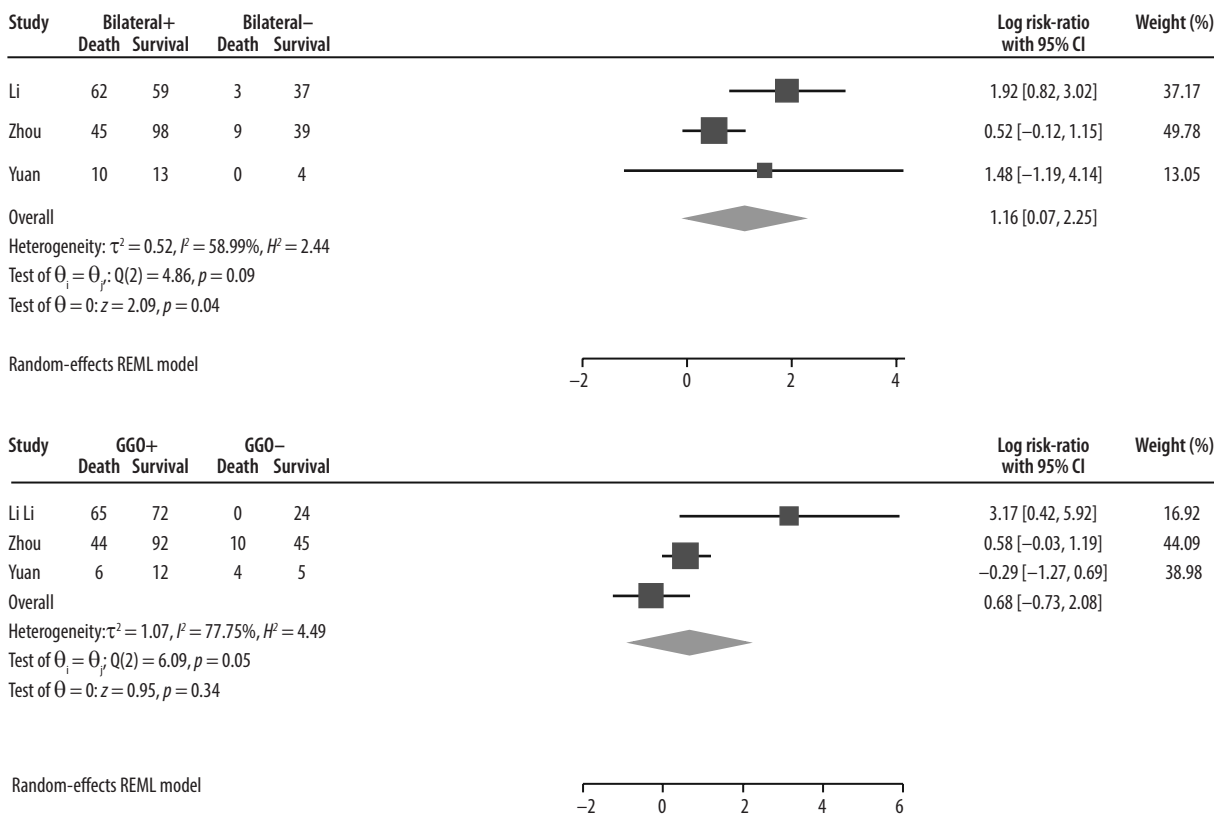 Study Bilateral+ Bilateral– Log risk-ratio Weight (%)
Death Survival Death Survival with 95% CI
Li 62 59 3 37 1.92 [0.82, 3.02] 37.17
Zhou 45 98 9 39 0.52 [–0.12, 1.15] 49.78
Yuan 10 13 0 4 1.48 [–1.19, 4.14] 13.05
Overall 1.16 [0.07, 2.25]
Heterogeneity: τ² = 0.52, I² = 58.99%, H² = 2.44
Test of θi = θj: Q(2) = 4.86, p = 0.09
Test of θ = 0: z = 2.09, p = 0.04
Random-effects REML model
–2 0 2 4
Study GGO+ GGO– Log risk-ratio Weight (%)
Death Survival Death Survival with 95% CI
Li Li 65 72 0 24 3.17 [0.42, 5.92] 16.92
Zhou 44 92 10 45 0.58 [–0.03, 1.19] 44.09
Yuan 6 12 4 5 –0.29 [–1.27, 0.69] 38.98
Overall 0.68 [–0.73, 2.08]
Heterogeneity:τ² = 1.07, I² = 77.75%, H² = 4.49
Test of θi = θj; Q(2) = 6.09, p = 0.05
Test of θ = 0: z = 0.95, p = 0.34
Random-effects REML model
–2 0 2 4 6